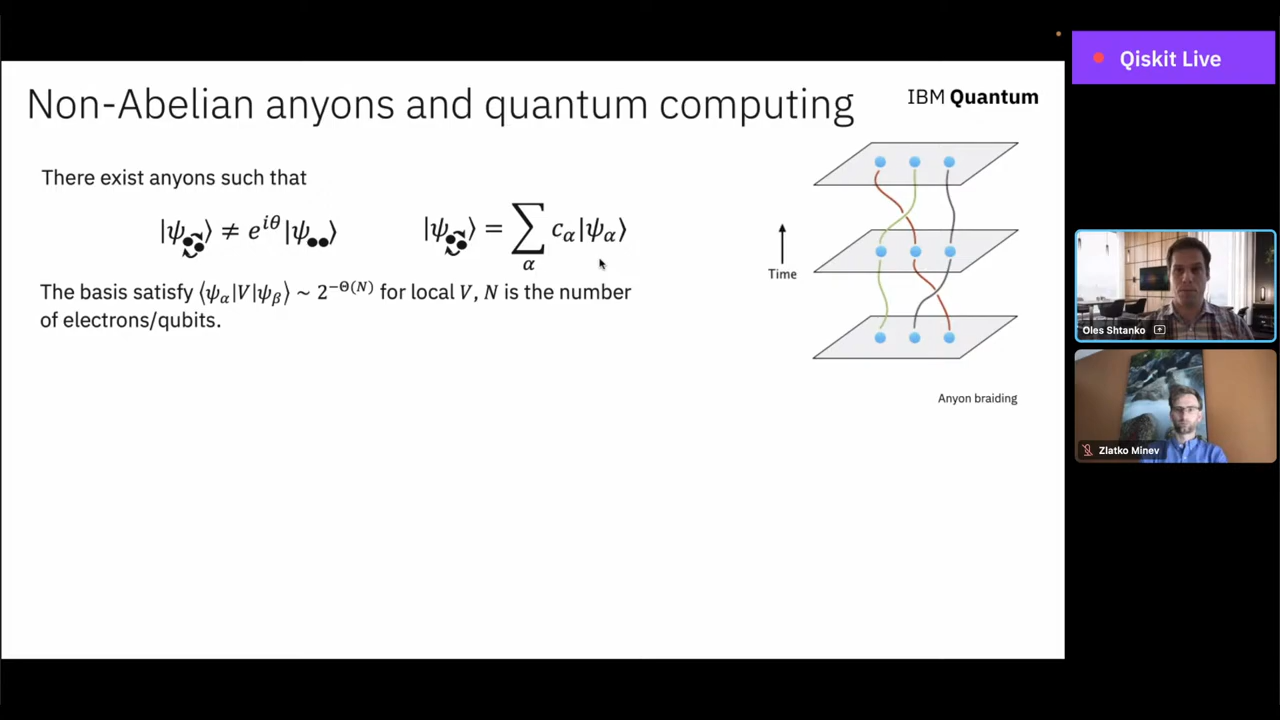 Qiskit Live
Non-Abelian anyons and quantum computing
IBM Quantum
There exist anyons such that
|ψ●●⟩ ≠ e^{iθ}|ψ●●⟩
|ψ●●⟩ = ∑_α c_α|ψ_α⟩
The basis satisfy ⟨ψ_α|V|ψ_β⟩ ~ 2^{−Θ(N)} for local V, N is the number
of electrons/qubits.
Time
Anyon braiding
Oles Shtanko
Zlatko Minev